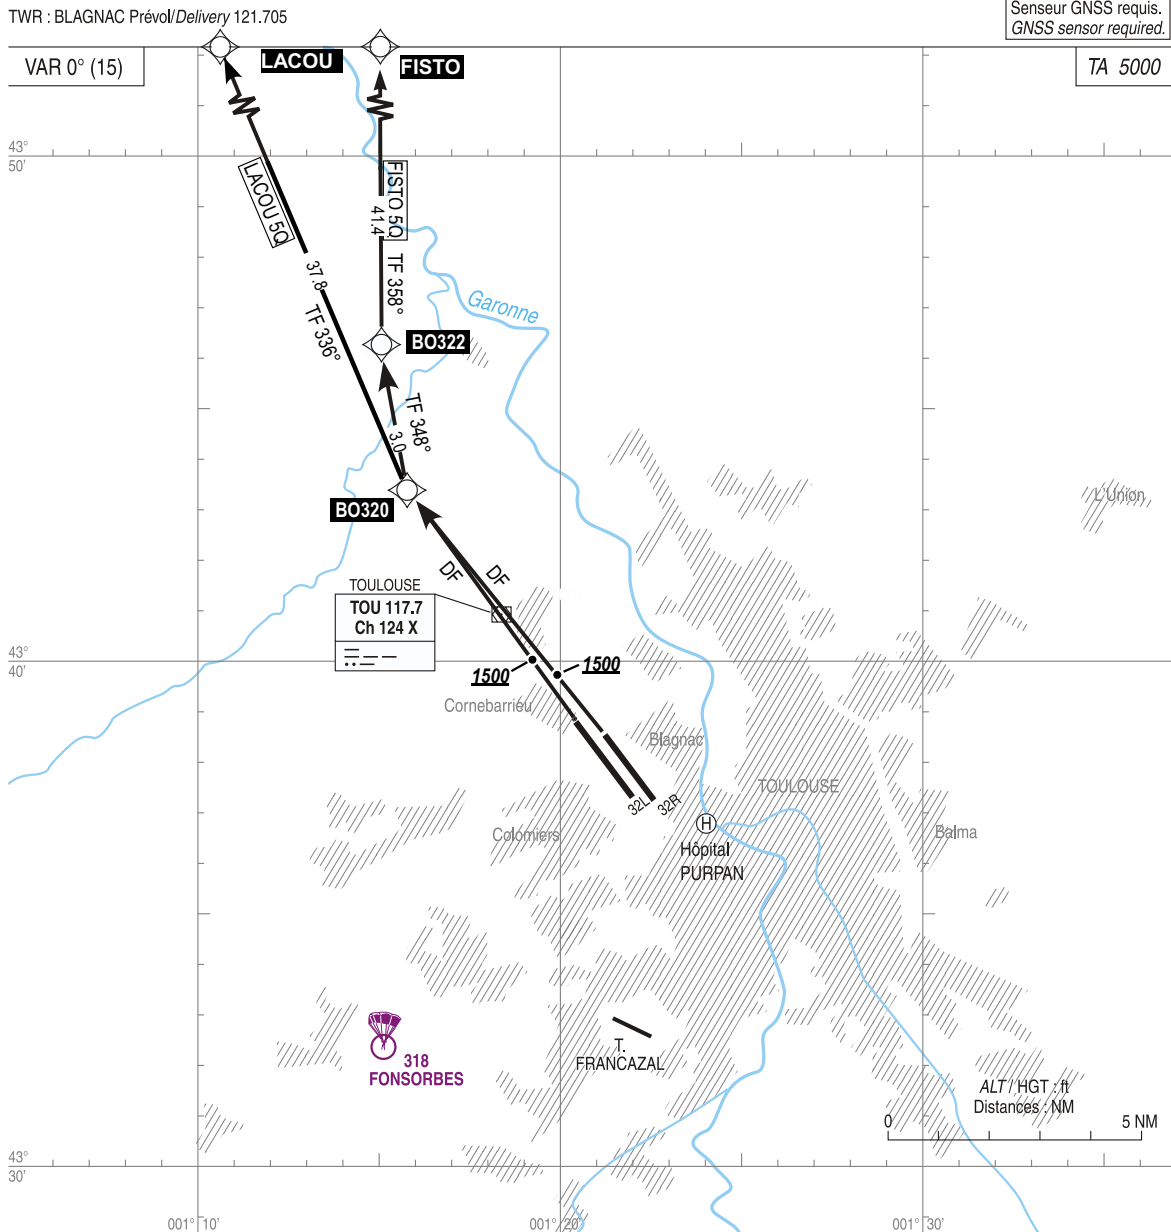 TWR : BLAGNAC Prévol/Delivery 121.705
Senseur GNSS requis.
GNSS sensor required.
VAR 0° (15)
LACOU
FISTO
TA 5000
43°
50'
LACOU 5Q
FISTO 5Q
41.4
TF 358°
37.8
TF 336°
Garonne
BO322
TF 348°
3.0
BO320
L'Union
DF
DF
TOULOUSE
TOU 117.7
Ch 124 X
43°
40'
1500
1500
Cornebarrieu
Blagnac
TOULOUSE
32L
32R
Colomiers
H
Balma
Hôpital
PURPAN
318
FONSORBES
T.
FRANCAZAL
ALT / HGT : ft
Distances : NM
0
5 NM
43°
30'
001° 10'
001° 20'
001° 30'